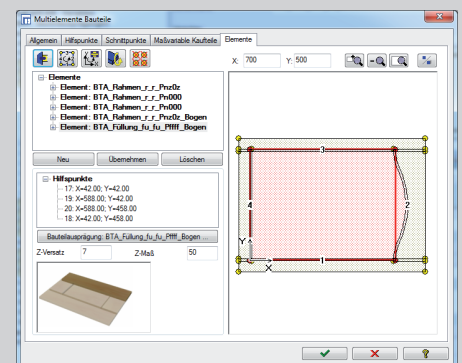 Multielemente Bauteile
Allgemein Hilfspunkte Schnittpunkte Maßvariable Kaufteile Elemente
X: 700 Y: 500
Elemente
Element: BTA_Rahmen_r_r_Pnz0z
Element: BTA_Rahmen_r_r_Pn000
Element: BTA_Rahmen_r_r_Pn000
Element: BTA_Rahmen_r_r_Pnz0z_Bogen
Element: BTA_Füllung_fu_fu_Pffff_Bogen
Neu Übernehmen Löschen
Hilfspunkte
17: X=42.00; Y=42.00
19: X=588.00; Y=42.00
20: X=588.00; Y=458.00
18: X=42.00; Y=458.00
Bauteilausprägung: BTA_Füllung_fu_fu_Pffff_Bogen ...
Z-Versatz 7 Z-Maß 50
3
4
2
Y
X
1